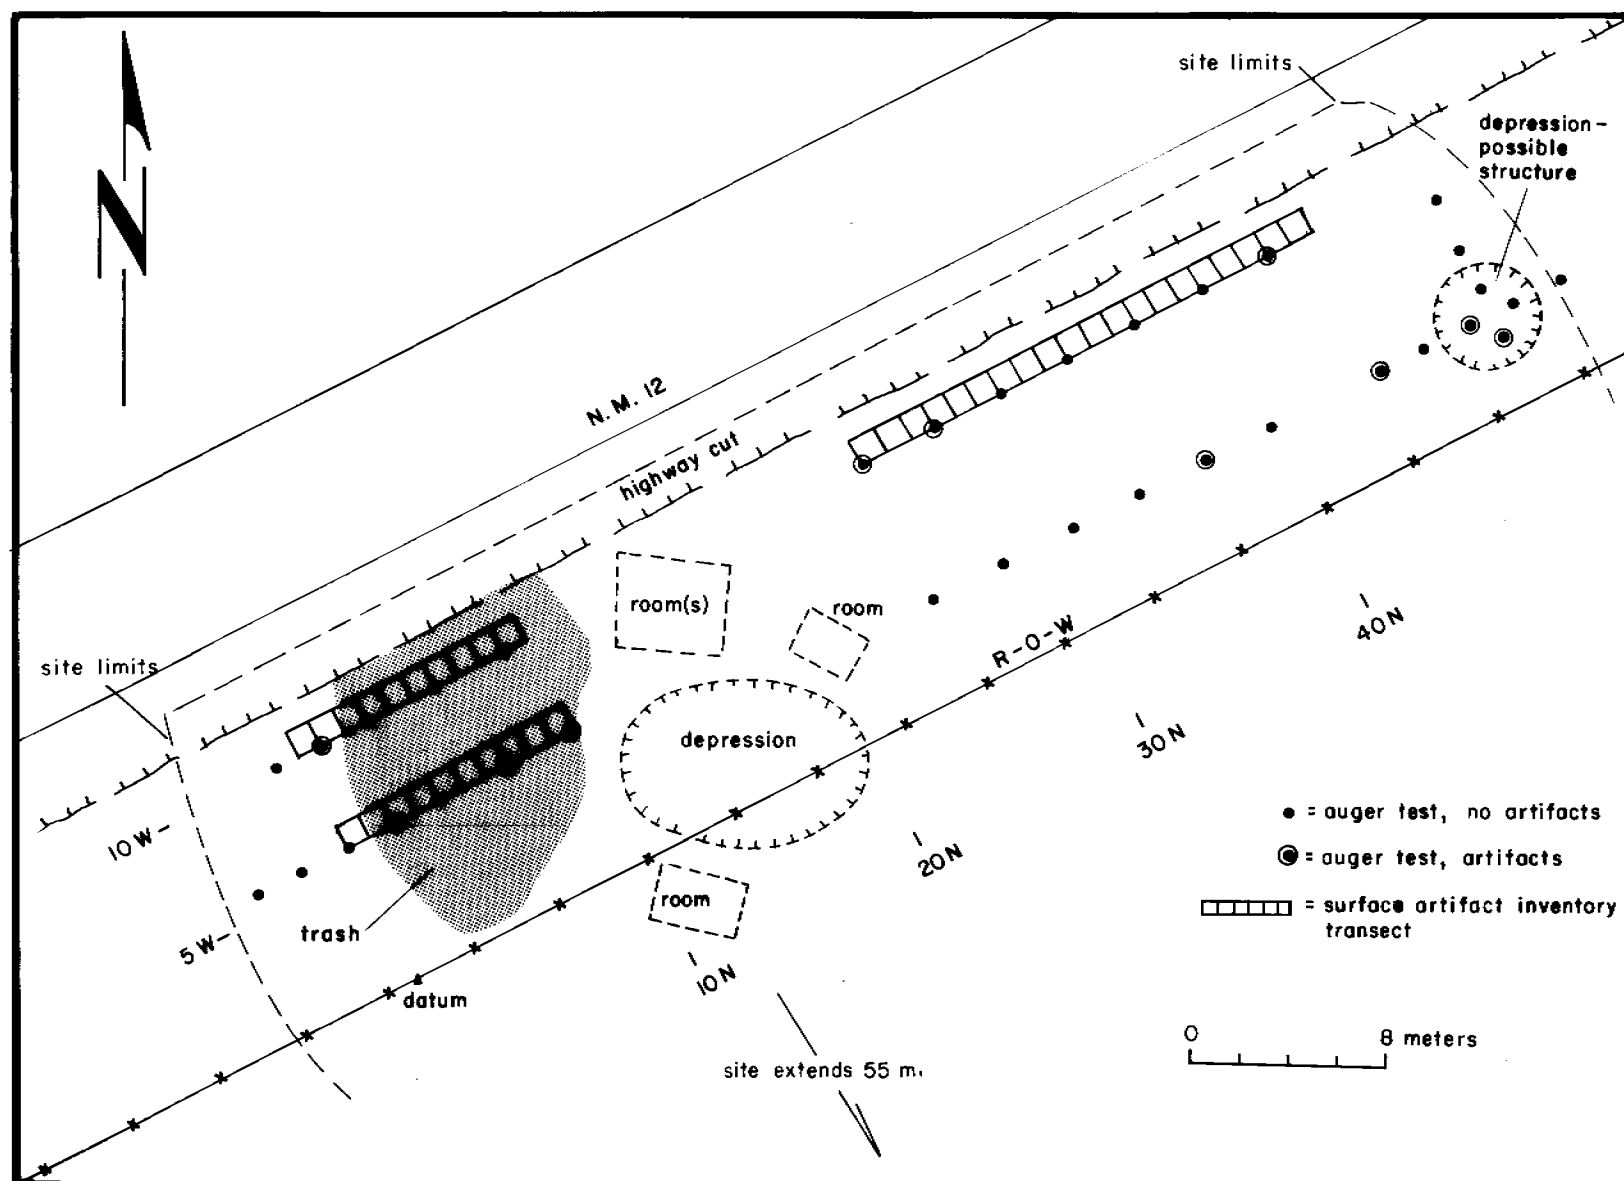 N
site limits
depression-
possible
structure
N.M. 12
highway cut
room(s)
room
site limits
R-O-W
40N
depression
30N
10W
20N
room
trash
5W
10N
datum
= auger test, no artifacts
= auger test, artifacts
= surface artifact inventory
transect
0 8 meters
site extends 55 m.